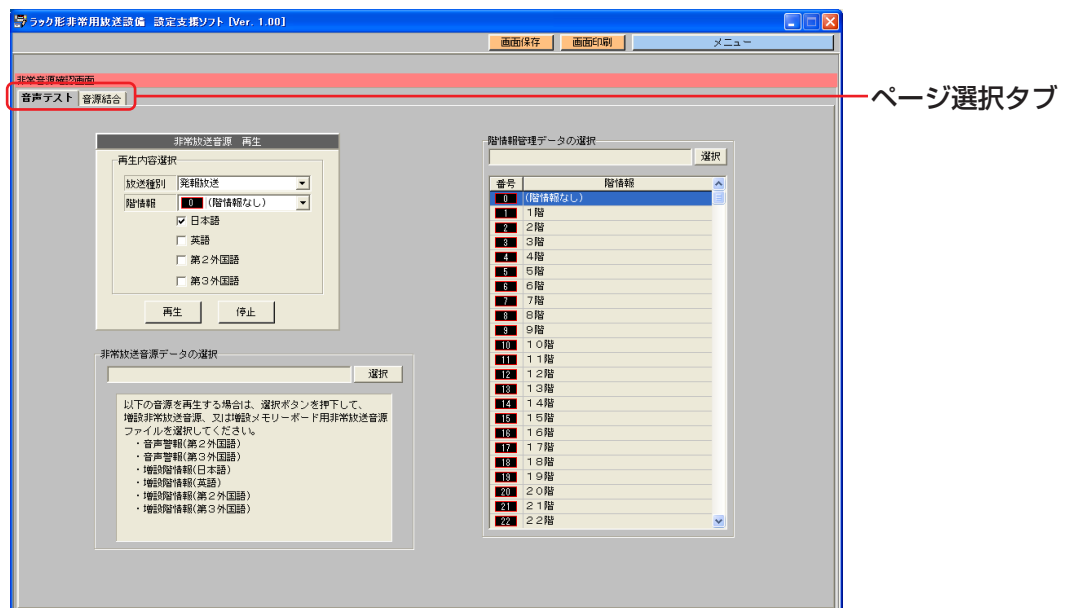 ラック形非常用放送設備 設定支援ソフト [Ver. 1.00]
画面保存 画面印刷 メニュー
非常音源確認画面
音声テスト 音源結合
ページ選択タブ
非常放送音源 再生
再生内容選択
放送種別 発報放送
階情報 0 (階情報なし)
日本語
英語
第2外国語
第3外国語
再生 停止
非常放送音源データの選択
選択
以下の音源を再生する場合は、選択ボタンを押下して、
増設非常放送音源、又は増設メモリーボード用非常放送音源
ファイルを選択してください。
・音声警報(第2外国語)
・音声警報(第3外国語)
・増設階情報(日本語)
・増設階情報(英語)
・増設階情報(第2外国語)
・増設階情報(第3外国語)
階情報管理データの選択
選択
番号 階情報
0 (階情報なし)
1 1階
2 2階
3 3階
4 4階
5 5階
6 6階
7 7階
8 8階
9 9階
10 10階
11 11階
12 12階
13 13階
14 14階
15 15階
16 16階
17 17階
18 18階
19 19階
20 20階
21 21階
22 22階